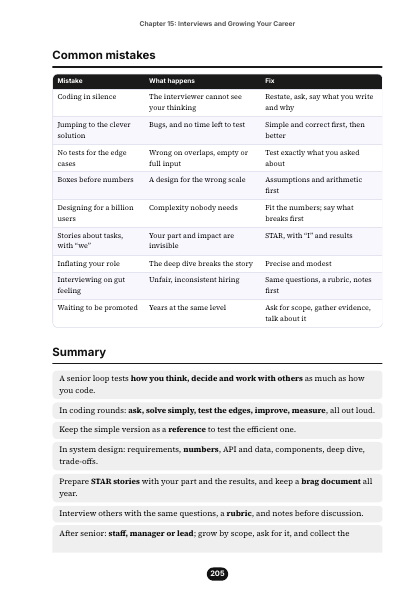 Chapter 15: Interviews and Growing Your Career
Common mistakes
Mistake What happens Fix
Coding in silence The interviewer cannot see Restate, ask, say what you write
your thinking and why
Jumping to the clever Bugs, and no time left to test Simple and correct first, then
solution better
No tests for the edge Wrong on overlaps, empty or Test exactly what you asked
cases full input about
Boxes before numbers A design for the wrong scale Assumptions and arithmetic
first
Designing for a billion Complexity nobody needs Fit the numbers; say what
users breaks first
Stories about tasks, Your part and impact are STAR, with “I” and results
with “we” invisible
Inflating your role The deep dive breaks the story Precise and modest
Interviewing on gut Unfair, inconsistent hiring Same questions, a rubric, notes
feeling first
Waiting to be promoted Years at the same level Ask for scope, gather evidence,
talk about it
Summary
A senior loop tests how you think, decide and work with others as much as how
you code.
In coding rounds: ask, solve simply, test the edges, improve, measure, all out loud.
Keep the simple version as a reference to test the efficient one.
In system design: requirements, numbers, API and data, components, deep dive,
trade-offs.
Prepare STAR stories with your part and the results, and keep a brag document all
year.
Interview others with the same questions, a rubric, and notes before discussion.
After senior: staff, manager or lead; grow by scope, ask for it, and collect the
205